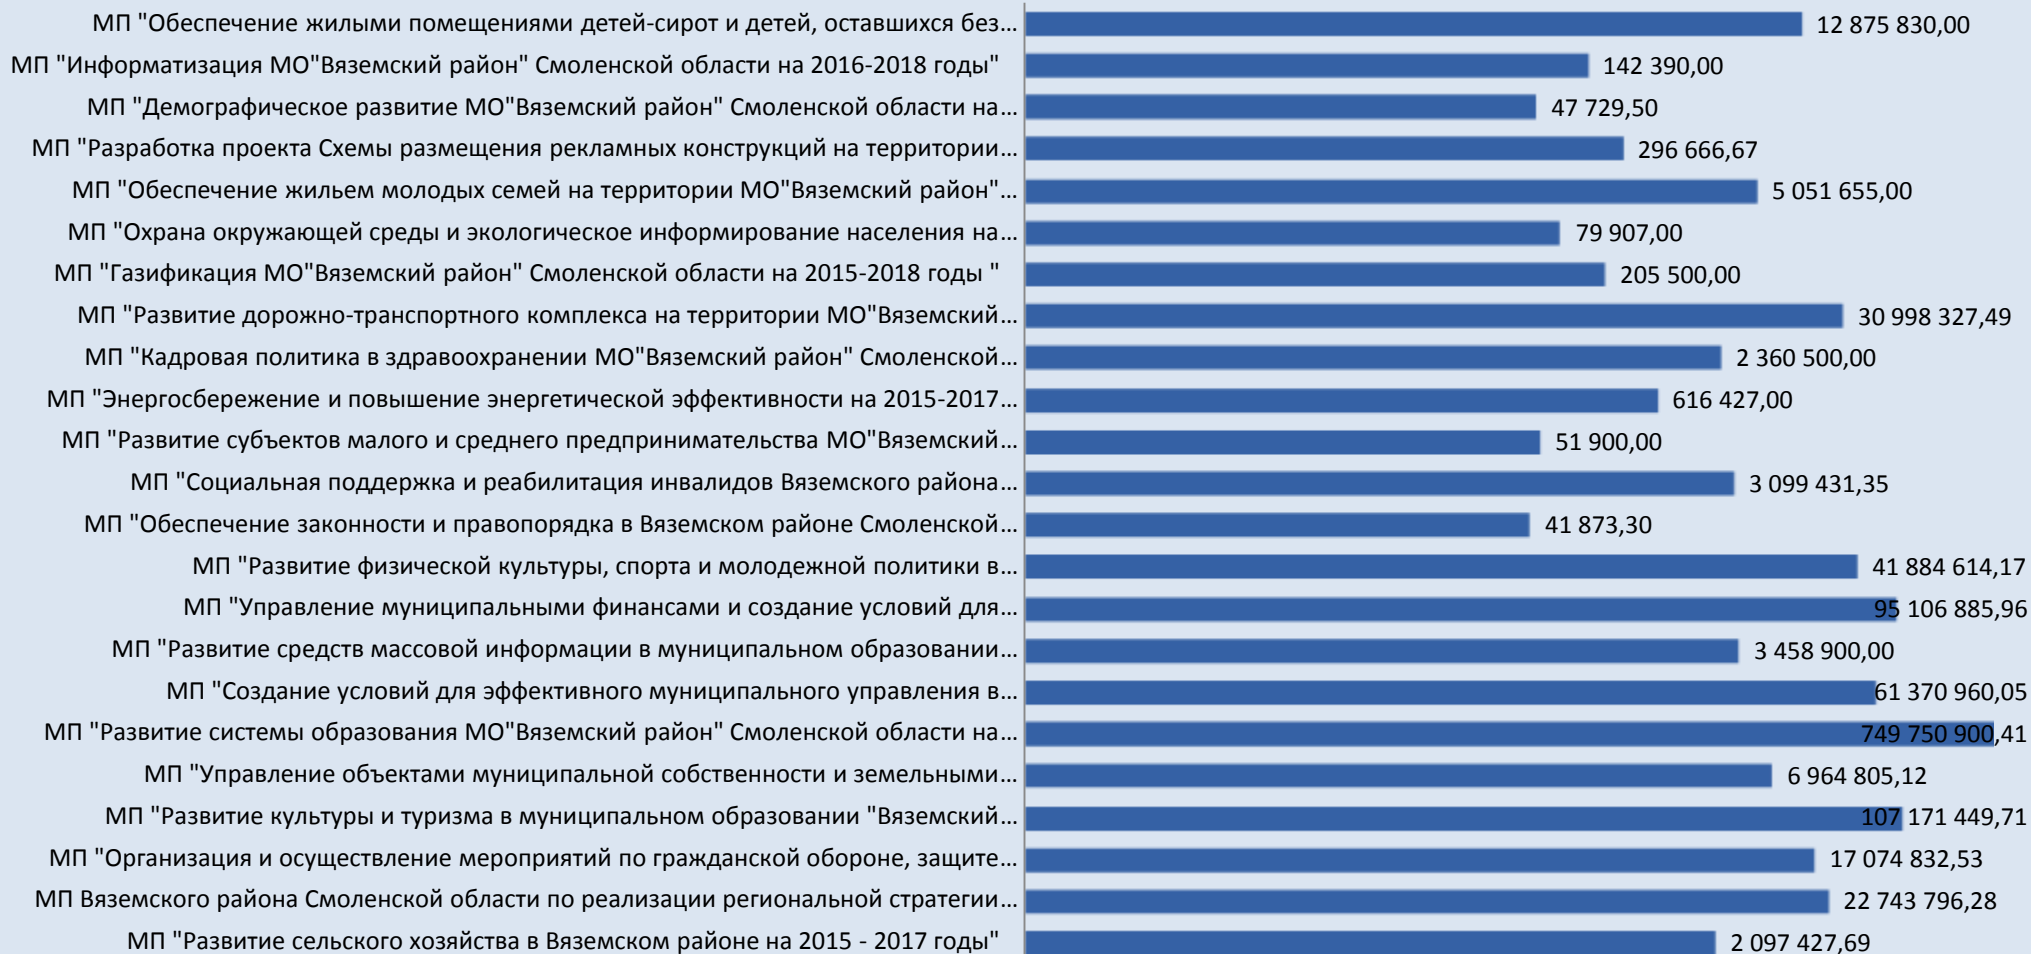 МП "Обеспечение жилыми помещениями детей-сирот и детей, оставшихся без... 12 875 830,00
МП "Информатизация МО"Вяземский район" Смоленской области на 2016-2018 годы" 142 390,00
МП "Демографическое развитие МО"Вяземский район" Смоленской области на... 47 729,50
МП "Разработка проекта Схемы размещения рекламных конструкций на территории... 296 666,67
МП "Обеспечение жильем молодых семей на территории МО"Вяземский район"... 5 051 655,00
МП "Охрана окружающей среды и экологическое информирование населения на... 79 907,00
МП "Газификация МО"Вяземский район" Смоленской области на 2015-2018 годы " 205 500,00
МП "Развитие дорожно-транспортного комплекса на территории МО"Вяземский... 30 998 327,49
МП "Кадровая политика в здравоохранении МО"Вяземский район" Смоленской... 2 360 500,00
МП "Энергосбережение и повышение энергетической эффективности на 2015-2017... 616 427,00
МП "Развитие субъектов малого и среднего предпринимательства МО"Вяземский... 51 900,00
МП "Социальная поддержка и реабилитация инвалидов Вяземского района... 3 099 431,35
МП "Обеспечение законности и правопорядка в Вяземском районе Смоленской... 41 873,30
МП "Развитие физической культуры, спорта и молодежной политики в... 41 884 614,17
МП "Управление муниципальными финансами и создание условий для... 95 106 885,96
МП "Развитие средств массовой информации в муниципальном образовании... 3 458 900,00
МП "Создание условий для эффективного муниципального управления в... 61 370 960,05
МП "Развитие системы образования МО"Вяземский район" Смоленской области на... 749 750 900,41
МП "Управление объектами муниципальной собственности и земельными... 6 964 805,12
МП "Развитие культуры и туризма в муниципальном образовании "Вяземский... 107 171 449,71
МП "Организация и осуществление мероприятий по гражданской обороне, защите... 17 074 832,53
МП Вяземского района Смоленской области по реализации региональной стратегии... 22 743 796,28
МП "Развитие сельского хозяйства в Вяземском районе на 2015 - 2017 годы" 2 097 427,69